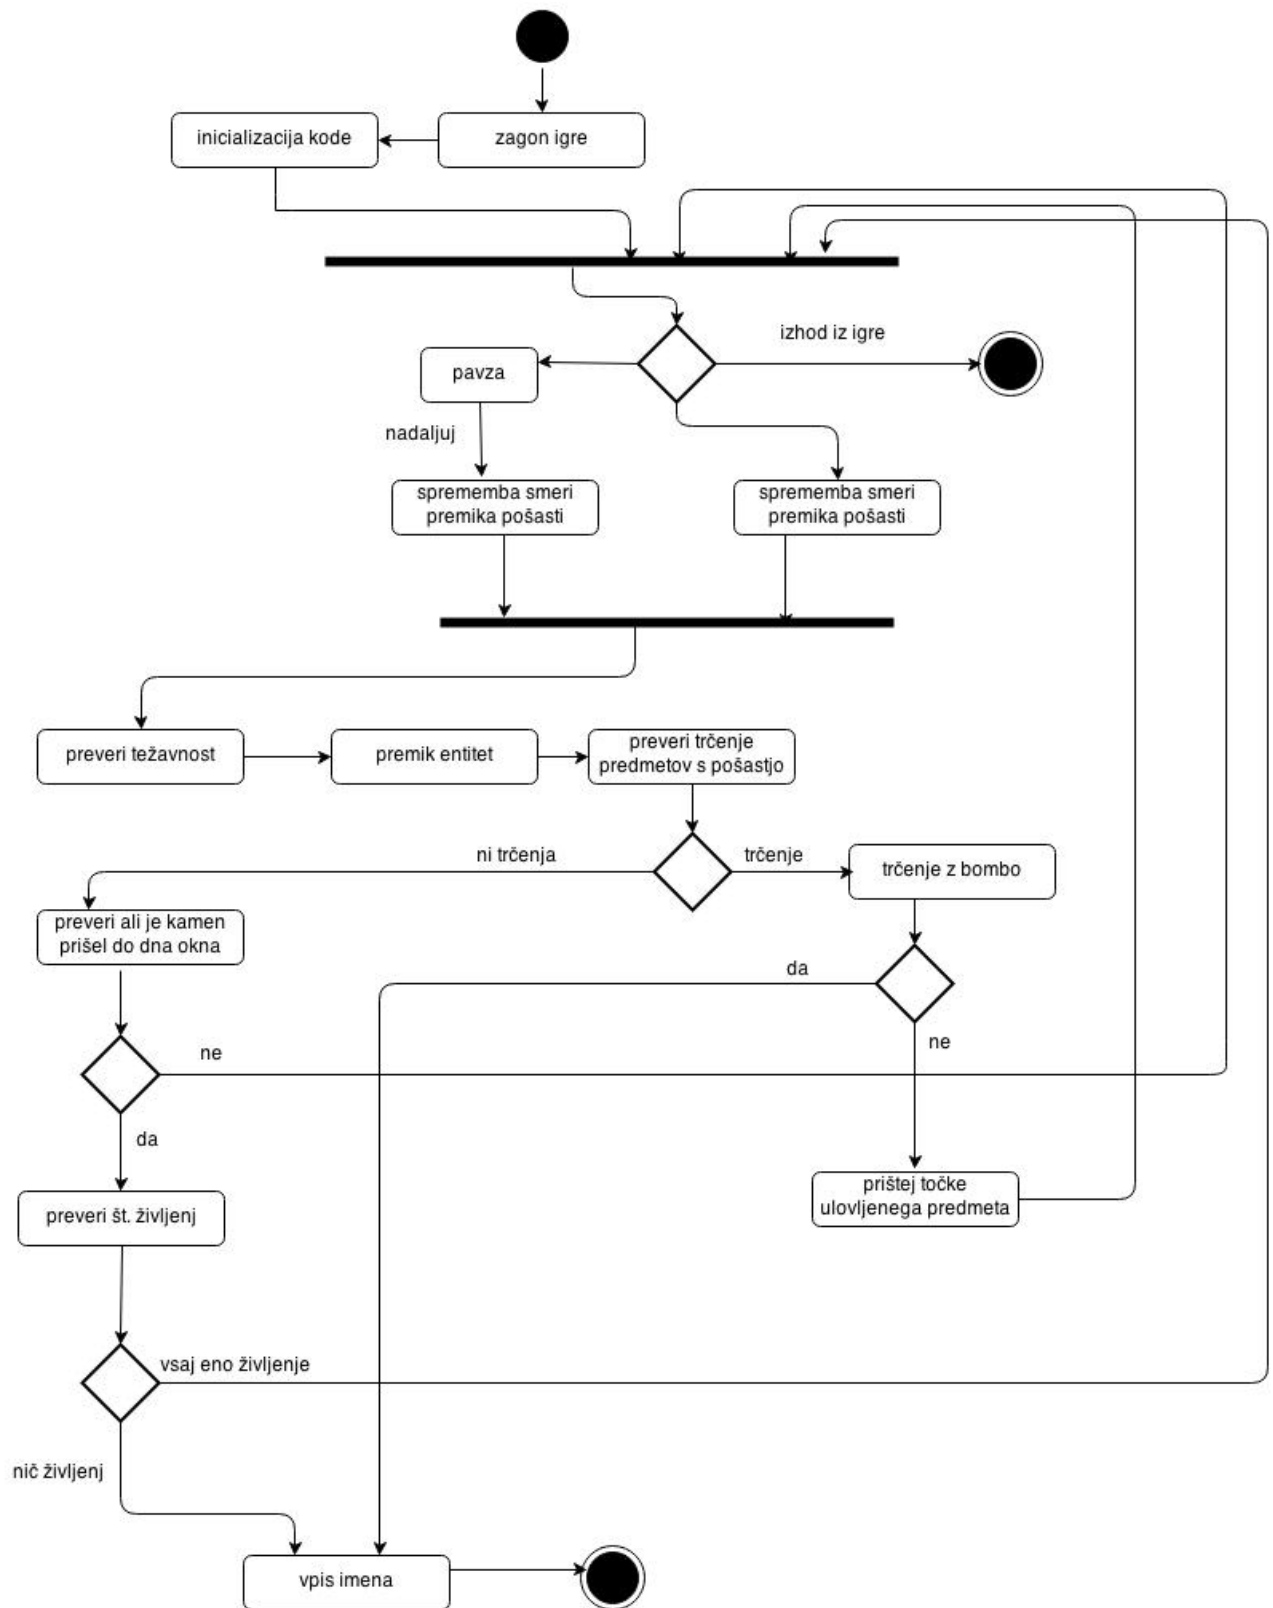 inicializacija kode
zagon igre
izhod iz igre
pavza
nadaljuj
sprememba smeri
premika pošasti
sprememba smeri
premika pošasti
preveri težavnost
premik entitet
preveri trčenje
predmetov s pošastjo
ni trčenja
trčenje
trčenje z bombo
preveri ali je kamen
prišel do dna okna
da
ne
ne
da
prištej točke
ulovljenega predmeta
preveri št. življenj
vsaj eno življenje
nič življenj
vpis imena